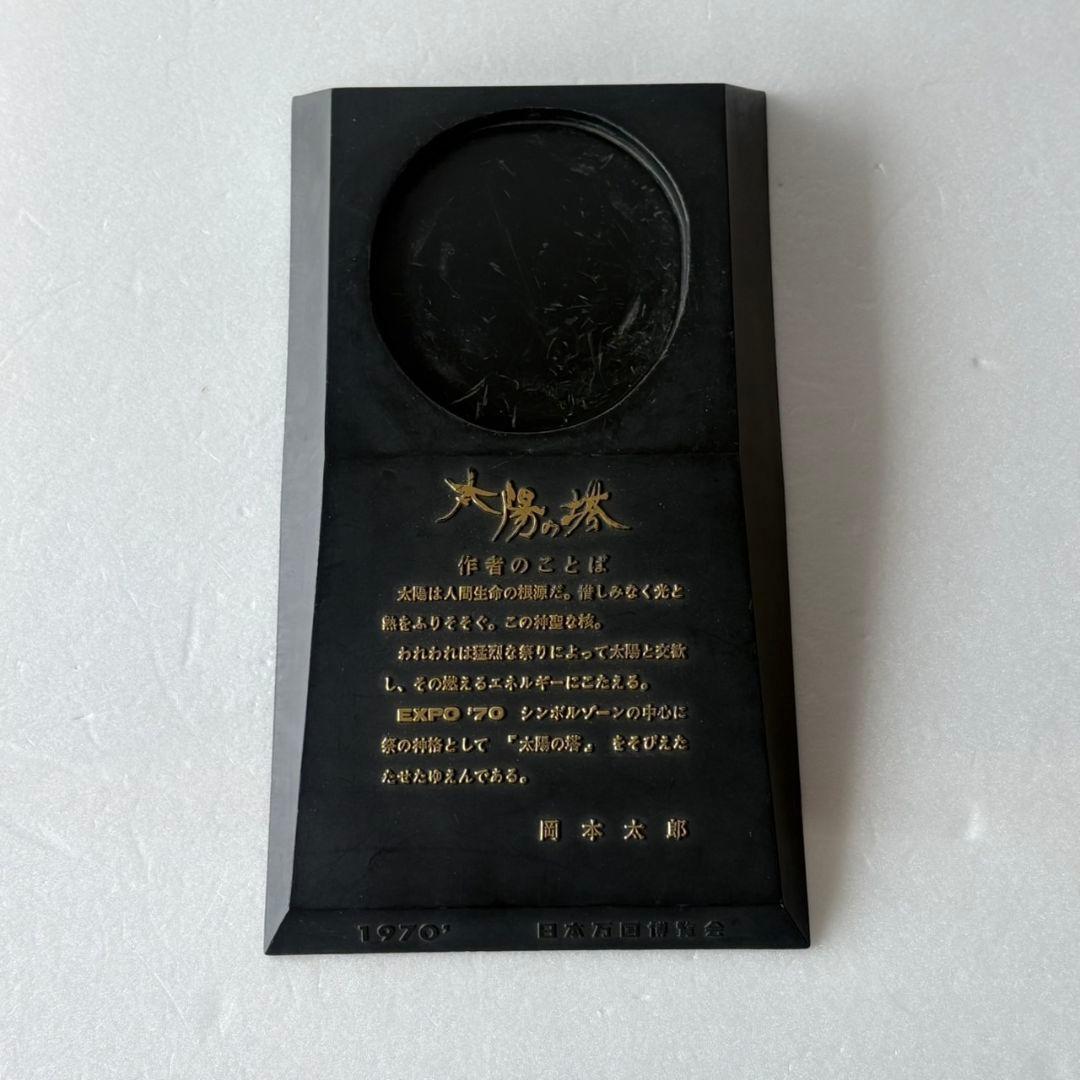 太陽の塔
作者のことば
太陽は人間生命の根源だ。惜しみなく光と
熱をふりそそぐ。この神聖な核。
われわれは猛烈な祭りによって太陽と交歓
し、その燃えるエネルギーにこたえる。
EXPO '70 シンボルゾーンの中心に
祭の神格として 『太陽の塔』 をそびえた
たせたゆえんである。
岡本太郎
1970' 日本万国博覧会